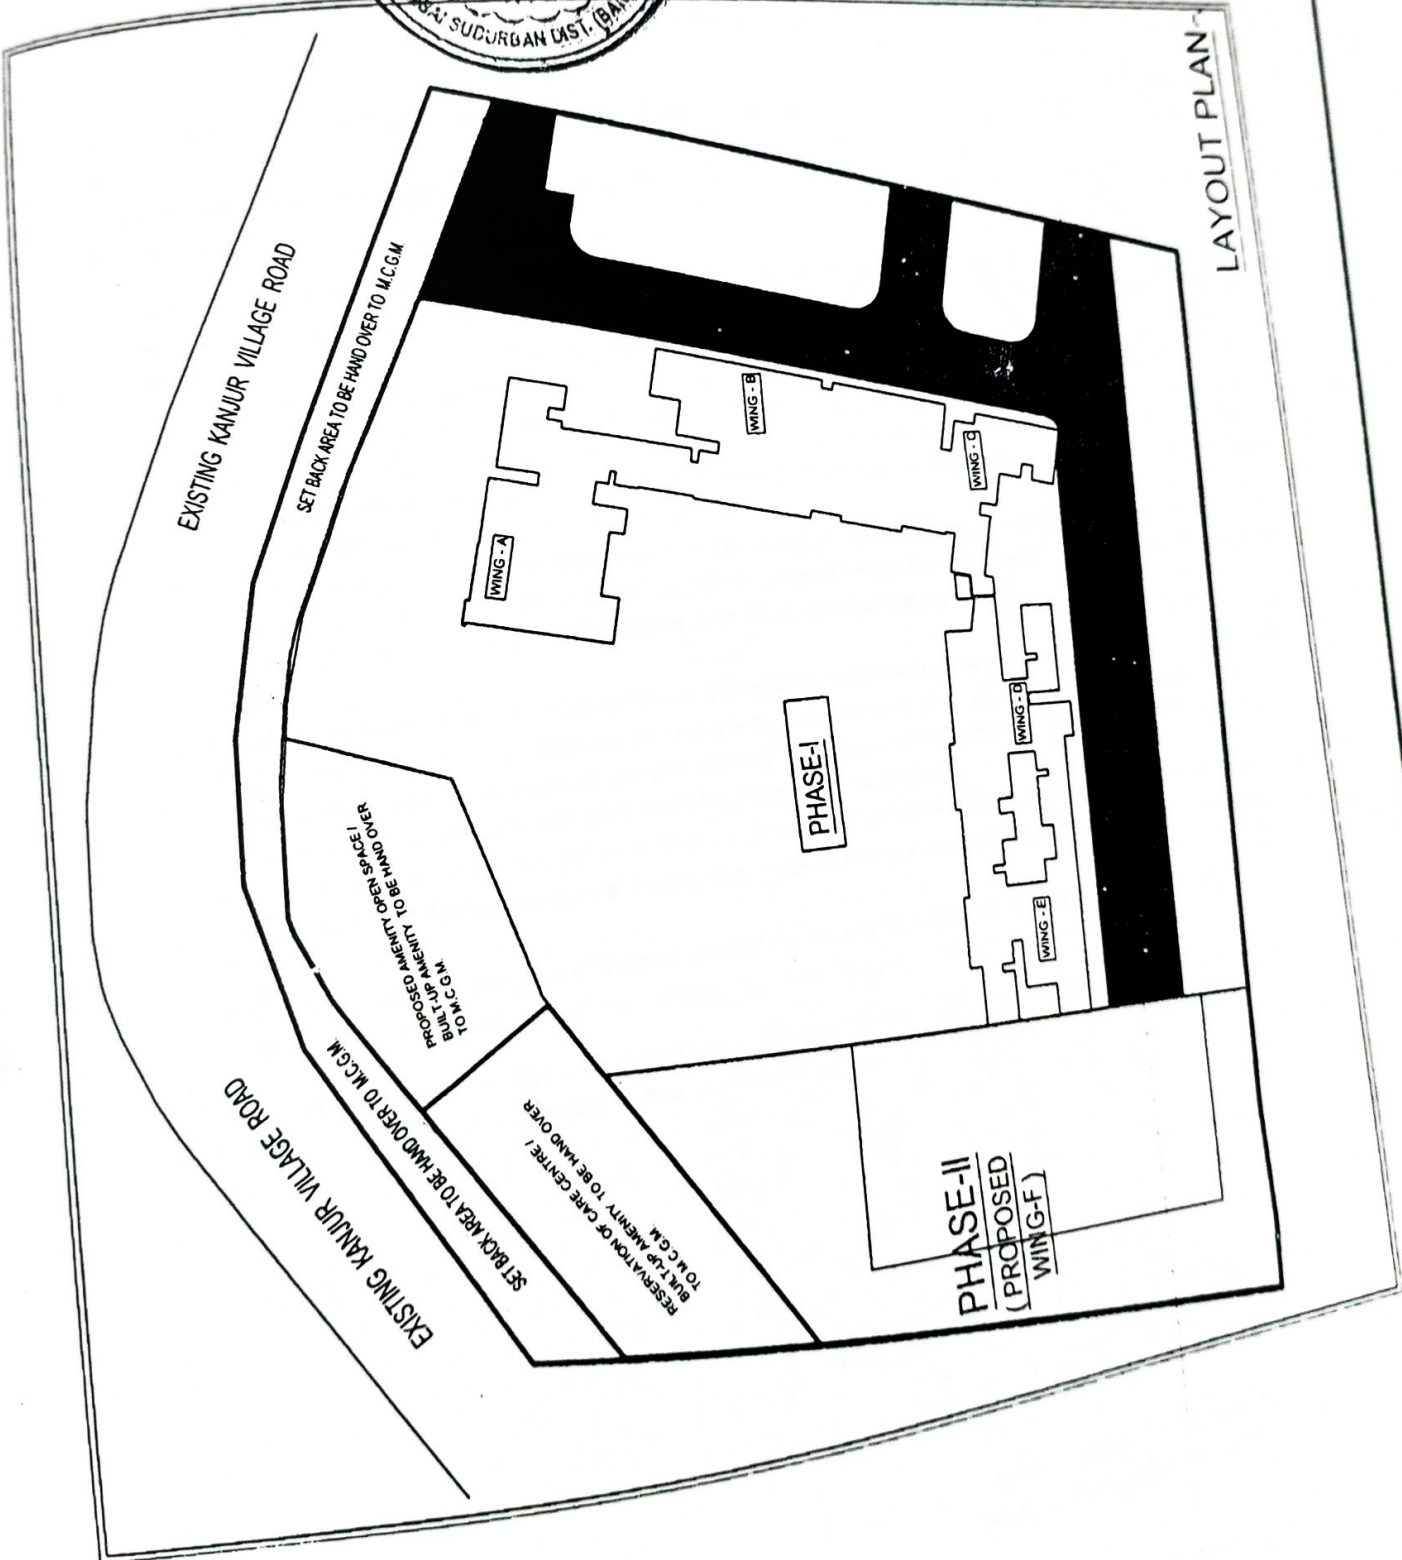 SUDURBAN DIST. (BAN
LAYOUT PLAN
EXISTING KANJUR VILLAGE ROAD
SET BACK AREA TO BE HAND OVER TO M.C.G.M.
WING - A
WING - B
WING - C
WING - D
WING - E
PHASE-I
PROPOSED AMENITY OPEN SPACE /
BUILT-UP AMENITY TO BE HAND OVER
TO M.C.G.M.
EXISTING KANJUR VILLAGE ROAD
SET BACK AREA TO BE HAND OVER TO M.C.G.M.
RESERVATION OF CARE CENTRE /
BUILT-UP AMENITY TO BE HAND OVER
TO M.C.G.M
PHASE-II
( PROPOSED
WING-F )